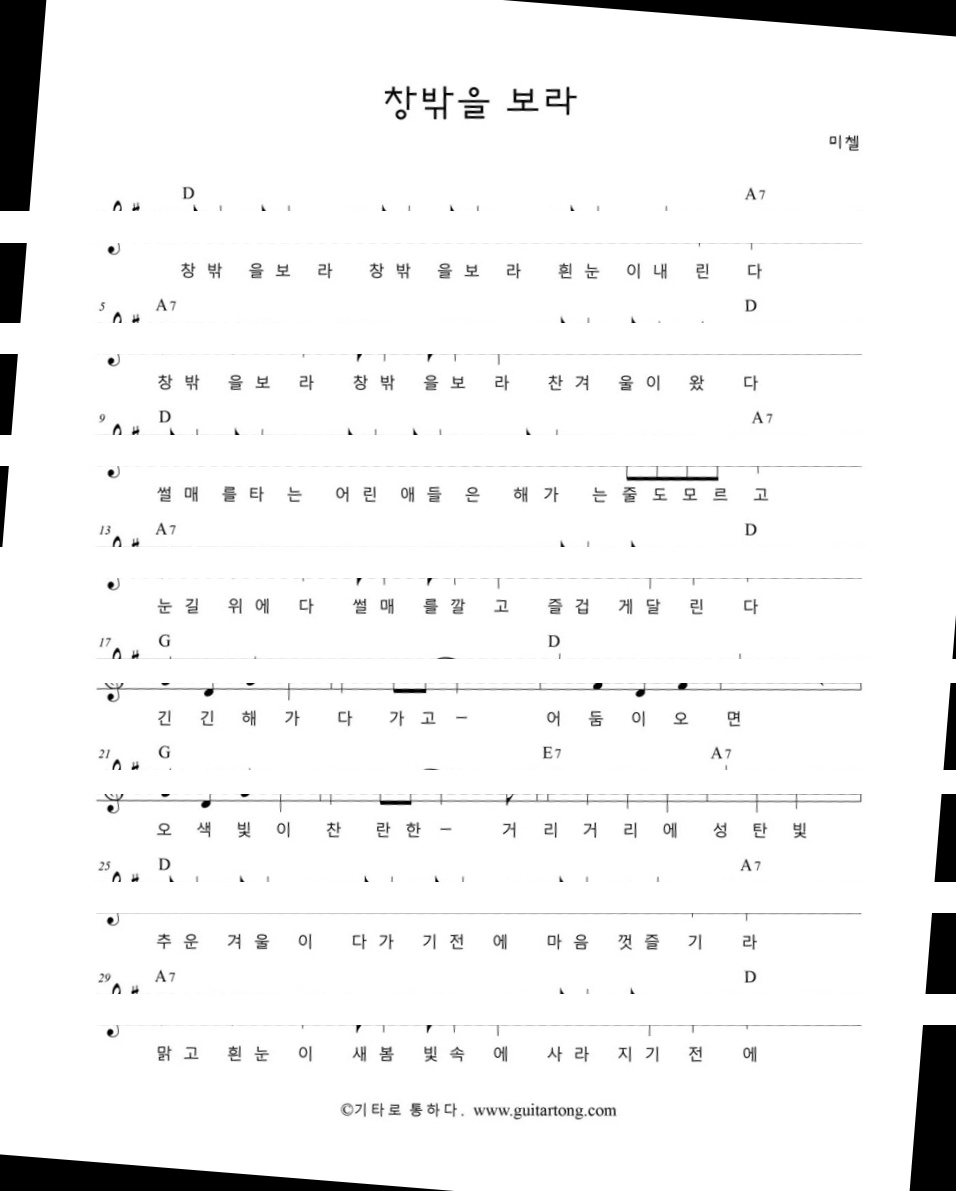 창밖을 보라
미첼
D A7
창 밖 을 보 라 창 밖 을 보 라 흰 눈 이 내 린 다
5 A7 D
창 밖 을 보 라 창 밖 을 보 라 찬 겨 울 이 왔 다
9 D A7
썰 매 를 타 는 어 린 애 들 은 해 가 는 줄 도 모 르 고
13 A7 D
눈 길 위 에 다 썰 매 를 깔 고 즐 겁 게 달 린 다
17 G D
긴 긴 해 가 다 가 고 – 어 둠 이 오 면
21 G E7 A7
오 색 빛 이 찬 란 한 – 거 리 거 리 에 성 탄 빛
25 D A7
추 운 겨 울 이 다 가 기 전 에 마 음 껏 즐 기 라
29 A7 D
맑 고 흰 눈 이 새 봄 빛 속 에 사 라 지 기 전 에
©기타로 통하다. www.guitartong.com